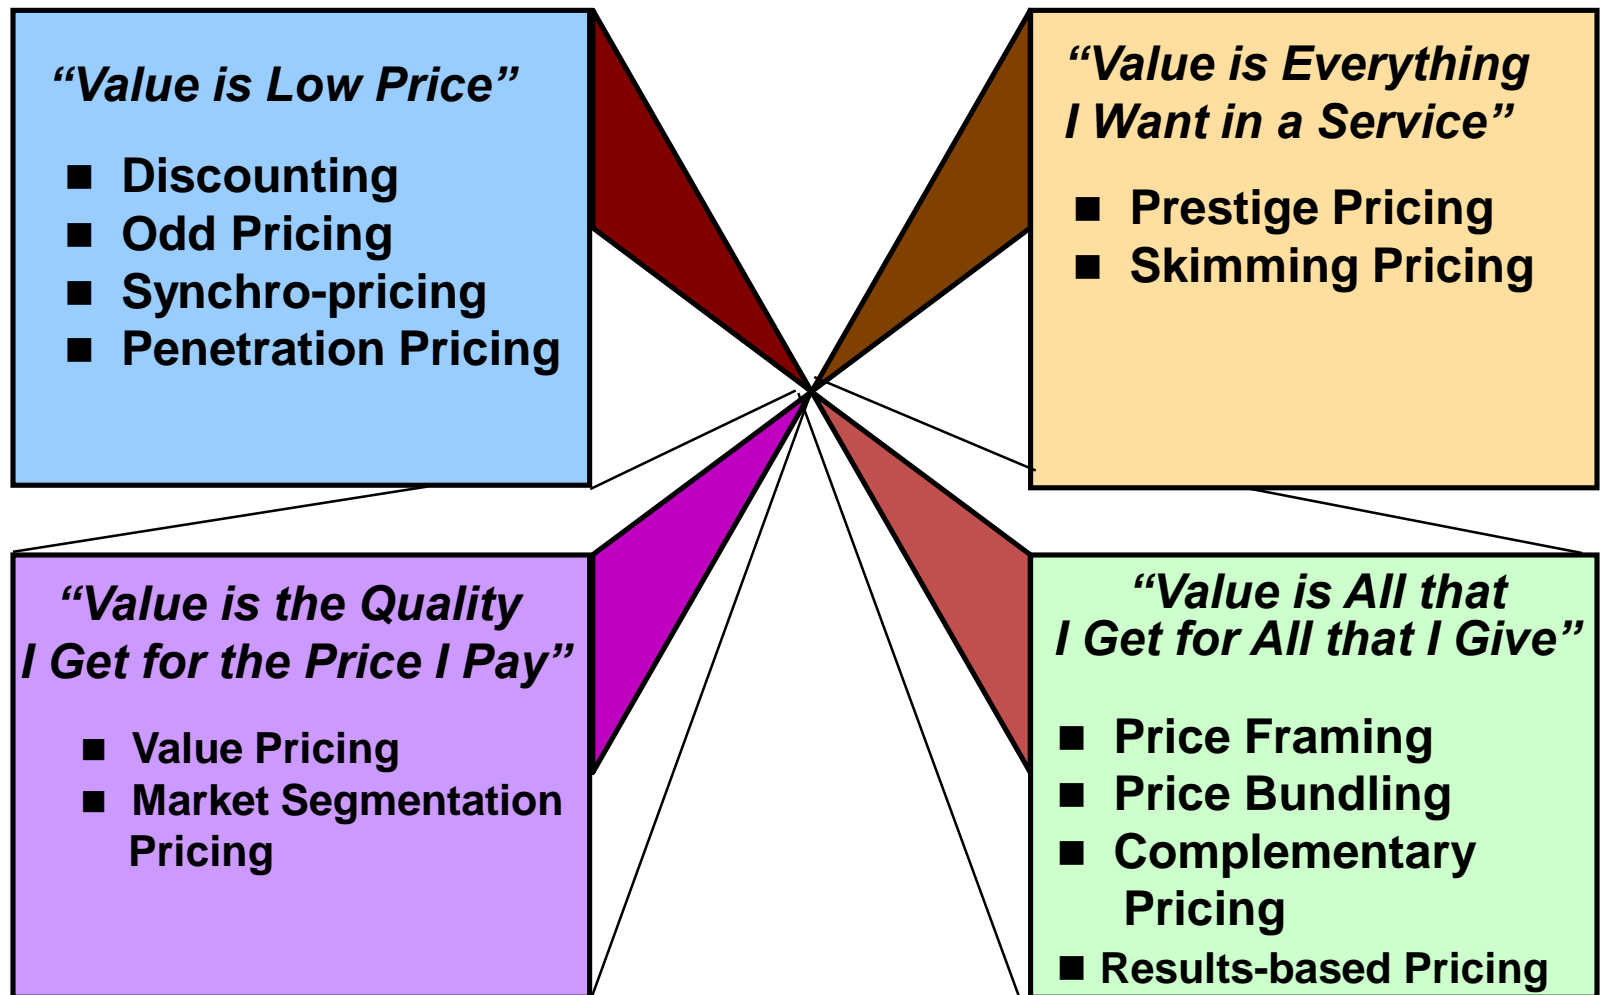 “Value is Low Price”
■ Discounting
■ Odd Pricing
■ Synchro-pricing
■ Penetration Pricing
“Value is Everything
I Want in a Service”
■ Prestige Pricing
■ Skimming Pricing
“Value is the Quality
I Get for the Price I Pay”
■ Value Pricing
■ Market Segmentation
Pricing
“Value is All that
I Get for All that I Give”
■ Price Framing
■ Price Bundling
■ Complementary
Pricing
■ Results-based Pricing